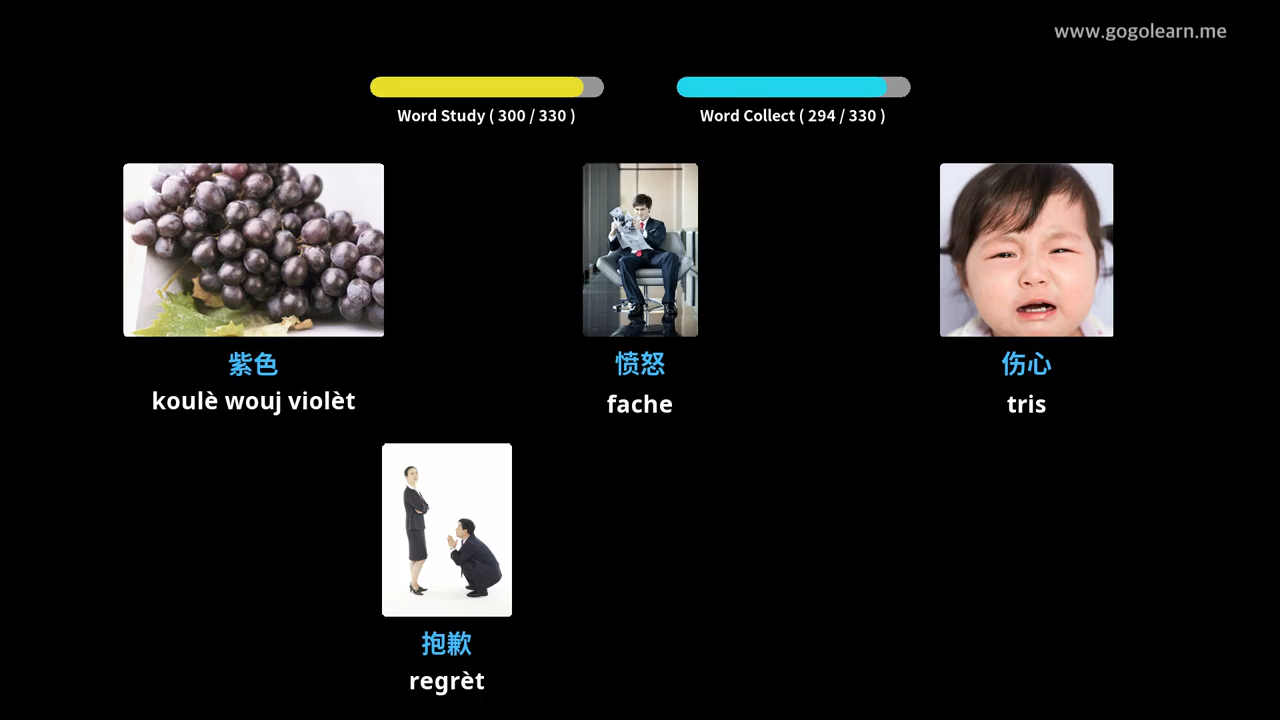 www.gogolearn.me
Word Study ( 300 / 330 )
Word Collect ( 294 / 330 )
紫色
koulè wouj violèt
愤怒
fache
伤心
tris
抱歉
regrèt